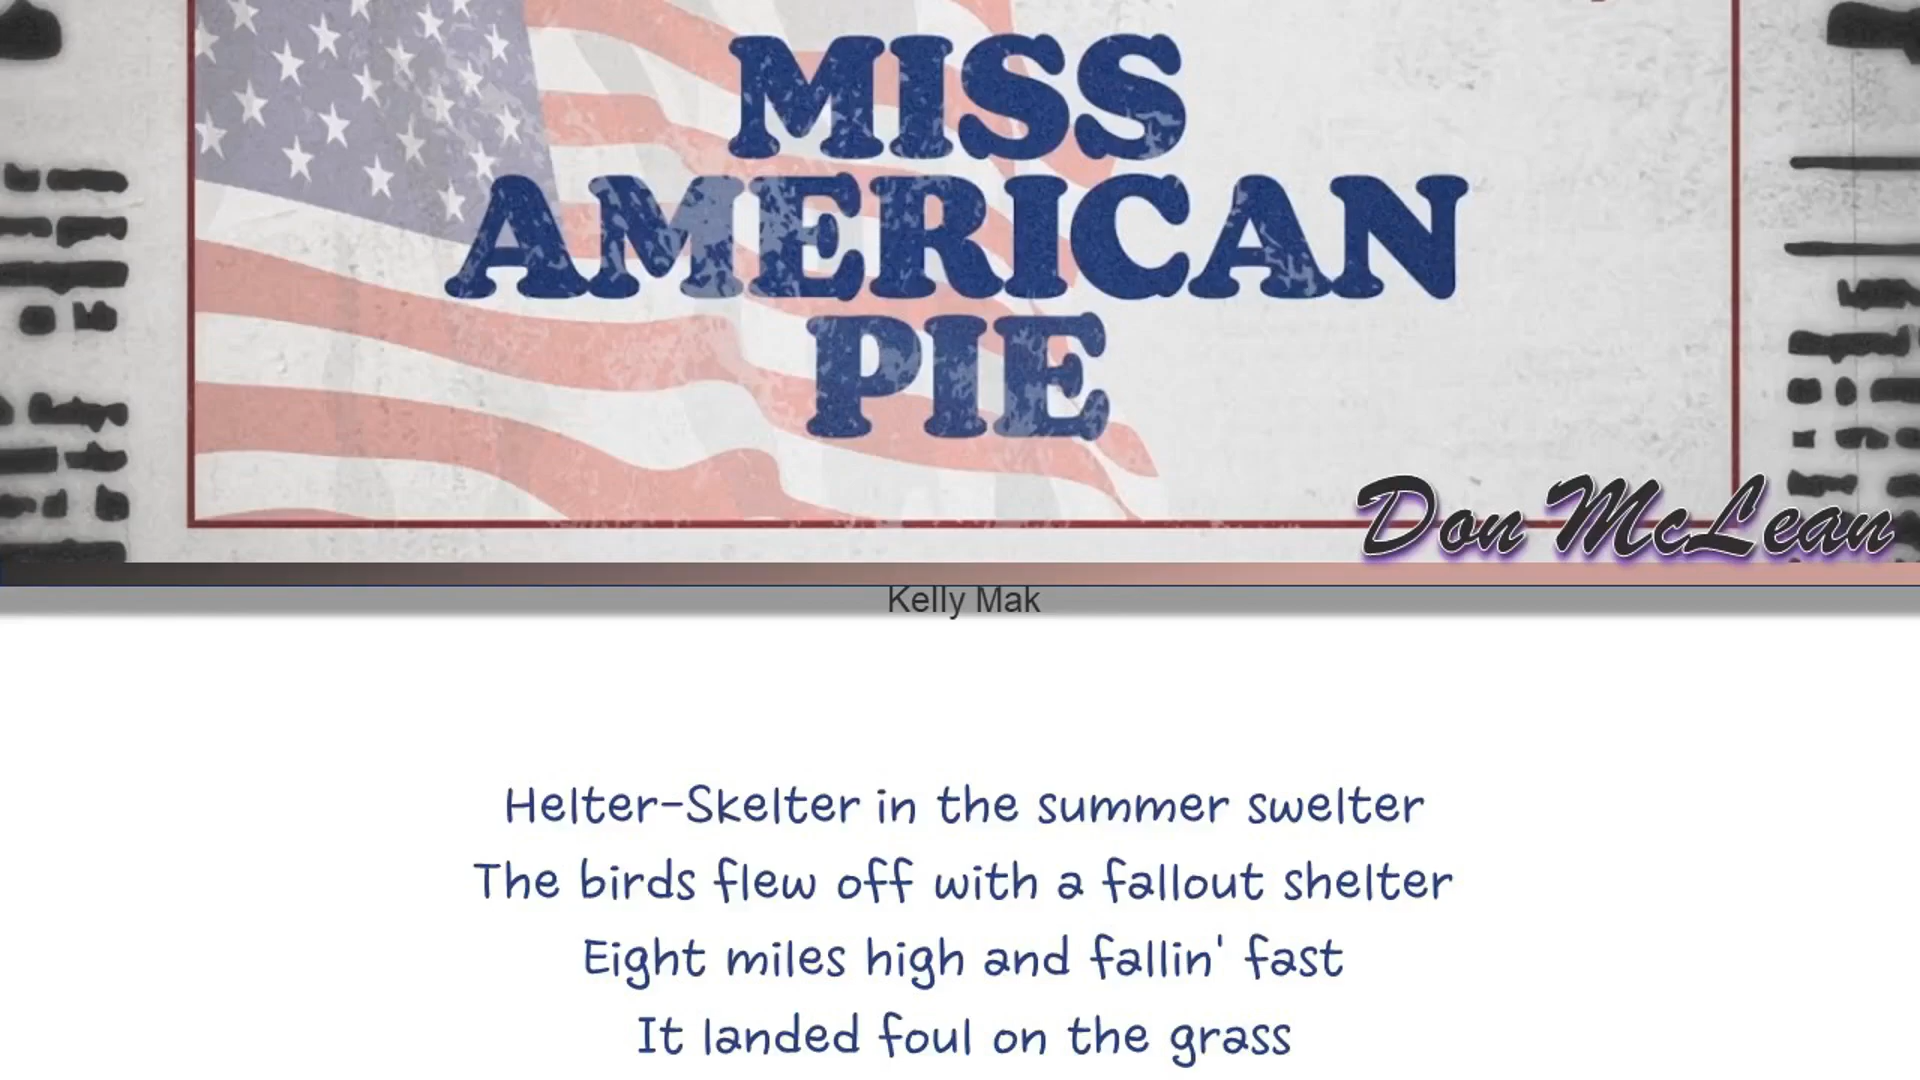 MISS
AMERICAN
PIE
Don McLean
Kelly Mak
Helter-Skelter in the summer swelter
The birds flew off with a fallout shelter
Eight miles high and fallin' fast
It landed foul on the grass